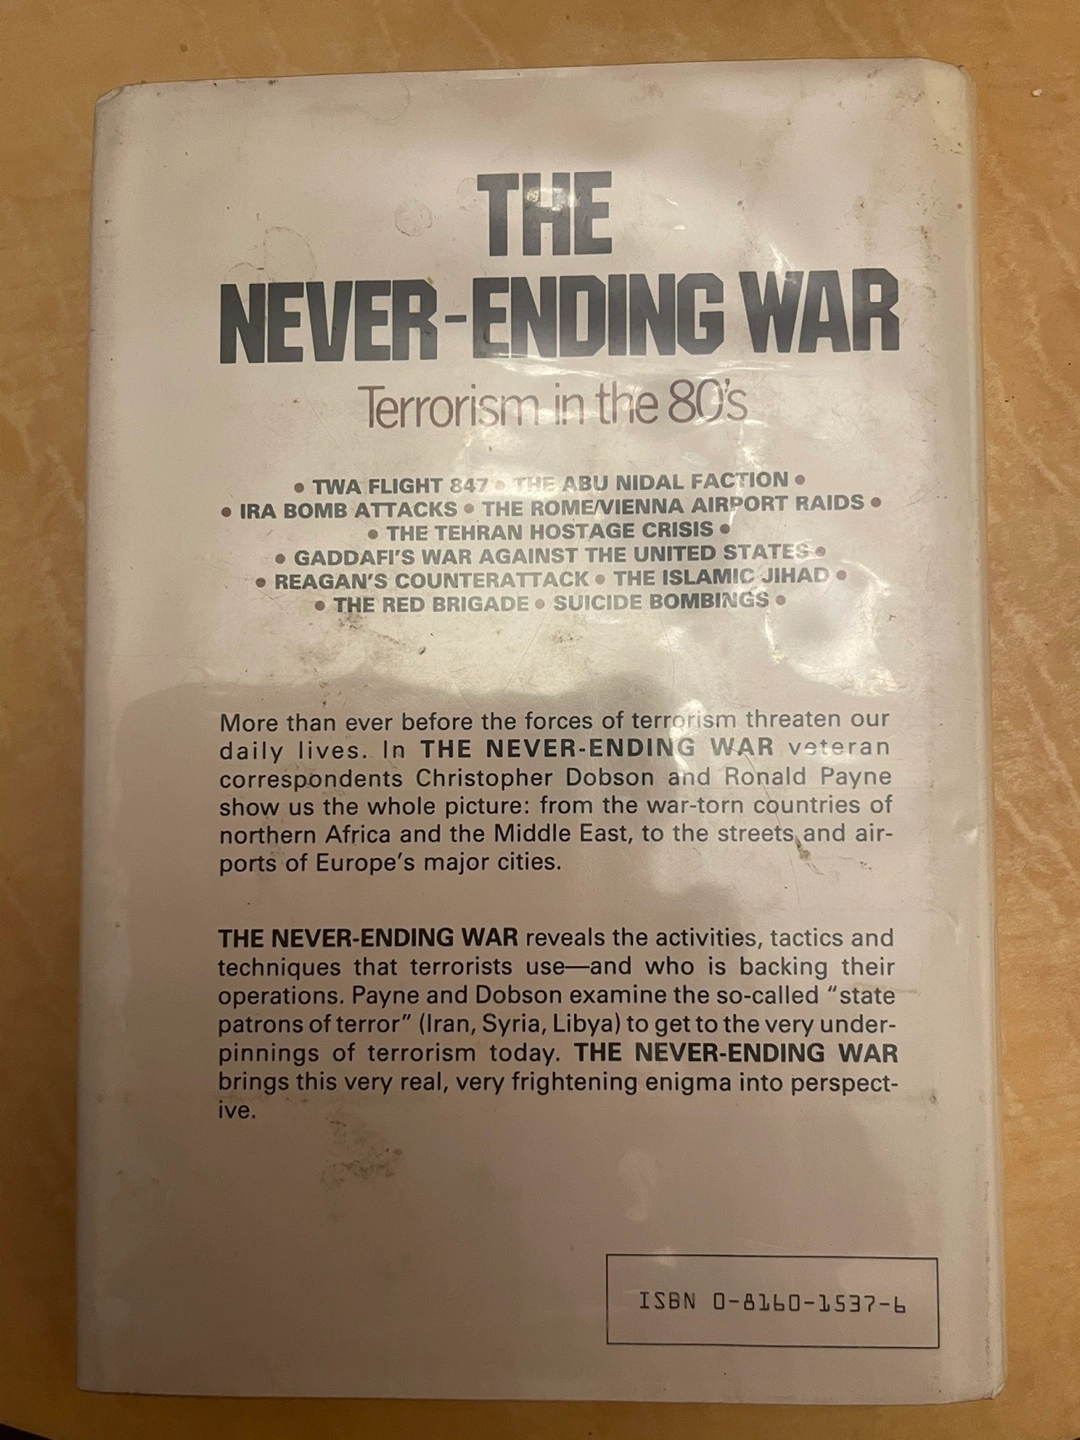 THE
NEVER-ENDING WAR
Terrorism in the 80's
• TWA FLIGHT 847 • THE ABU NIDAL FACTION •
• IRA BOMB ATTACKS • THE ROME/VIENNA AIRPORT RAIDS •
• THE TEHRAN HOSTAGE CRISIS •
• GADDAFI'S WAR AGAINST THE UNITED STATES •
• REAGAN'S COUNTERATTACK • THE ISLAMIC JIHAD •
• THE RED BRIGADE • SUICIDE BOMBINGS •
More than ever before the forces of terrorism threaten our
daily lives. In THE NEVER-ENDING WAR veteran
correspondents Christopher Dobson and Ronald Payne
show us the whole picture: from the war-torn countries of
northern Africa and the Middle East, to the streets and air-
ports of Europe's major cities.
THE NEVER-ENDING WAR reveals the activities, tactics and
techniques that terrorists use—and who is backing their
operations. Payne and Dobson examine the so-called "state
patrons of terror" (Iran, Syria, Libya) to get to the very under-
pinnings of terrorism today. THE NEVER-ENDING WAR
brings this very real, very frightening enigma into perspect-
ive.
ISBN 0-8160-1537-6